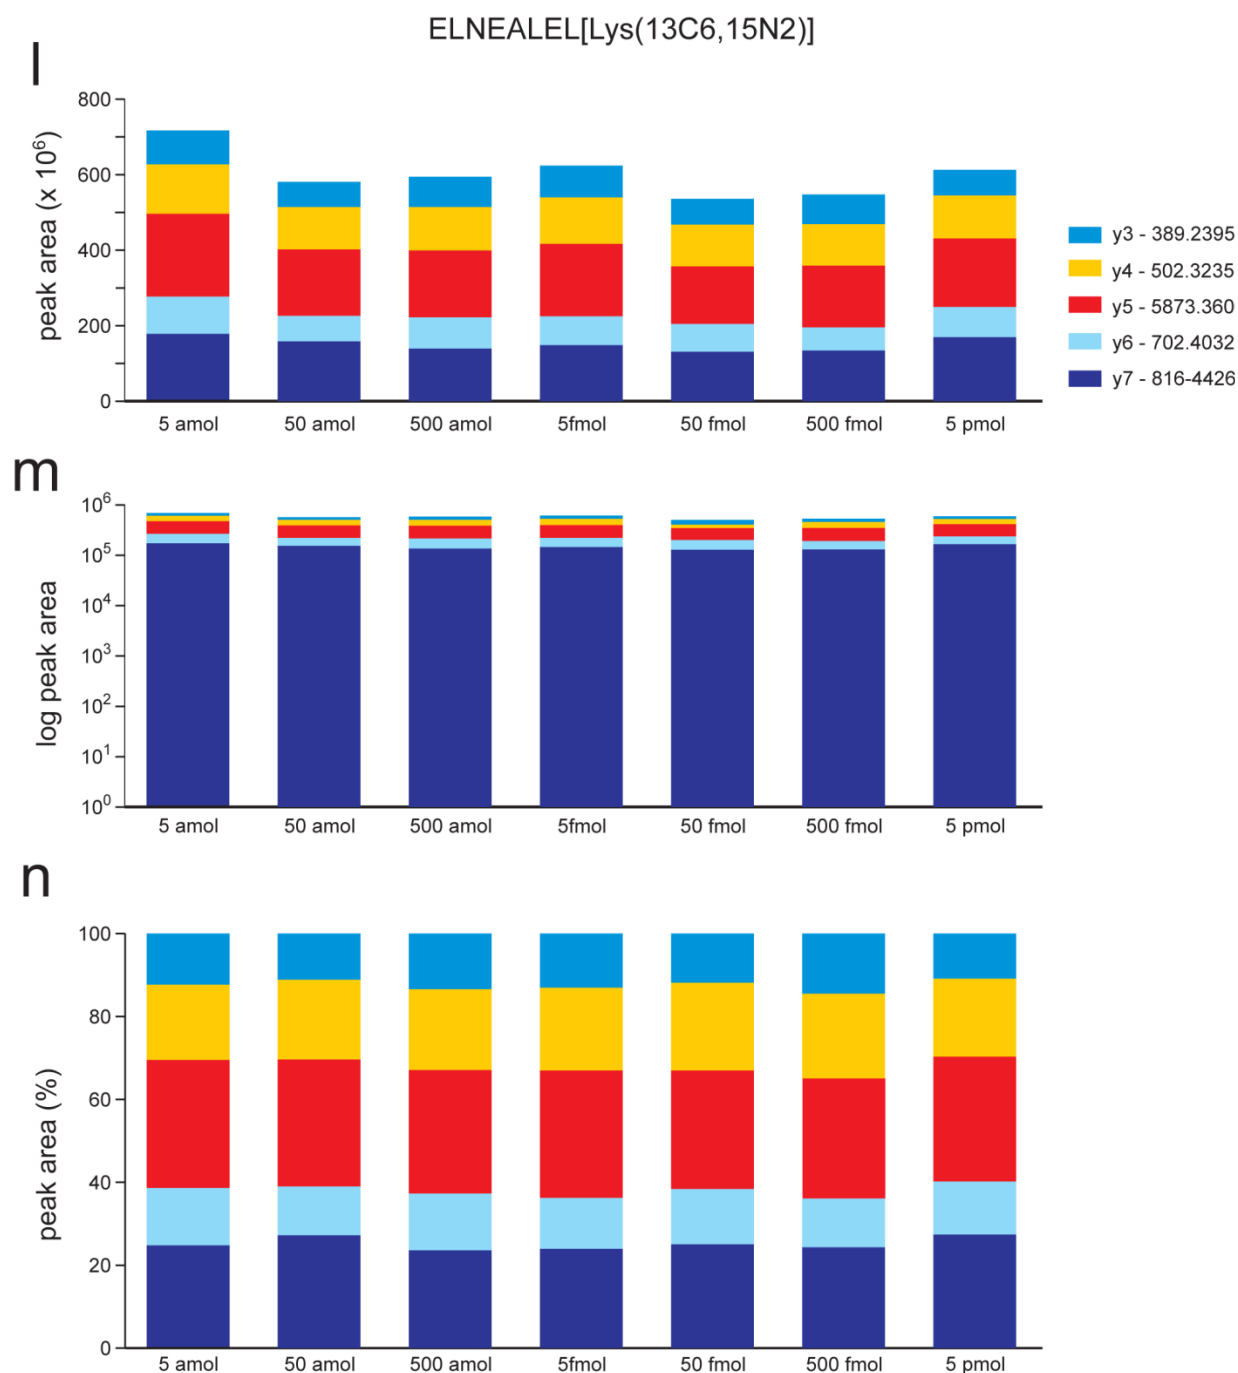 ELNEALEL[Lys(13C6,15N2)]
l
peak area (x 10⁶)
800
600
400
200
0
5 amol 50 amol 500 amol 5fmol 50 fmol 500 fmol 5 pmol
y3 - 389.2395
y4 - 502.3235
y5 - 5873.360
y6 - 702.4032
y7 - 816-4426
m
log peak area
10⁶
10⁵
10⁴
10³
10²
10¹
10⁰
5 amol 50 amol 500 amol 5fmol 50 fmol 500 fmol 5 pmol
n
peak area (%)
100
80
60
40
20
0
5 amol 50 amol 500 amol 5fmol 50 fmol 500 fmol 5 pmol